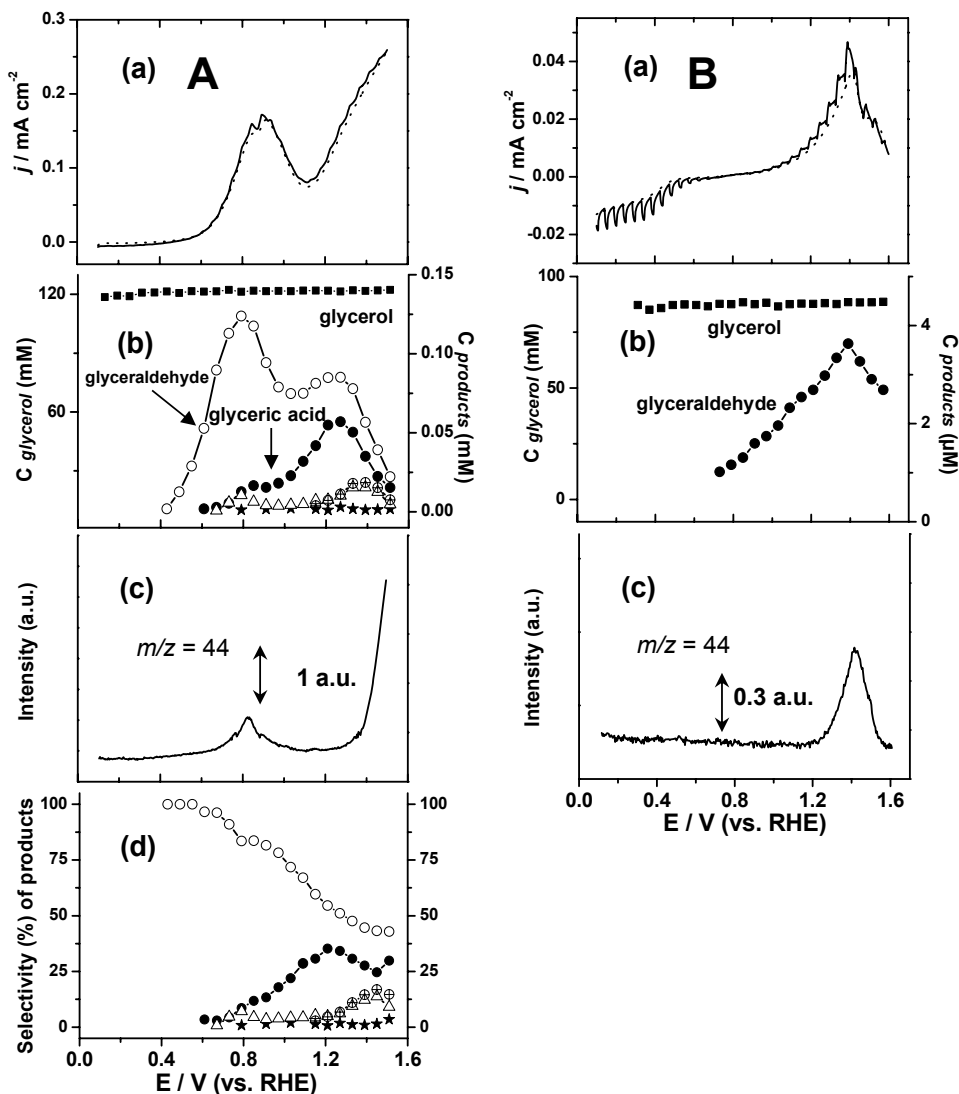 (a) A
j / mA cm⁻²
0.3
0.2
0.1
0.0
(b)
C glycerol (mM)
120
60
glycerol
glyceraldehyde
glyceric acid
0.15
0.10
0.05
0.00
C products (mM)
(c)
Intensity (a.u.)
m/z = 44
1 a.u.
(d)
Selectivity (%) of products
100
75
50
25
0
100
75
50
25
0
0.0 0.4 0.8 1.2 1.6
E / V (vs. RHE)
(a) B
j / mA cm⁻²
0.04
0.02
0.00
-0.02
(b)
C glycerol (mM)
100
50
0
glycerol
glyceraldehyde
4
2
0
C products (µM)
(c)
Intensity (a.u.)
m/z = 44
0.3 a.u.
0.0 0.4 0.8 1.2 1.6
E / V (vs. RHE)